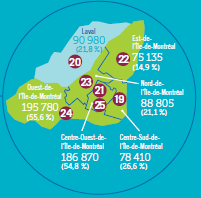 Laval
90 980
(21,8 %)
20
Est-de-
l'Île-de-Montréal
22
75 135
(14,9 %)
Ouest-de-
l'Île-de-Montréal
195 780
(55,6 %)
23
21
25
19
24
Nord-de-
l'Île-de-Montréal
88 805
(21,1 %)
Centre-Ouest-de-
l'Île-de-Montréal
186 870
(54,8 %)
Centre-Sud-de-
l'Île-de-Montréal
78 410
(26,6 %)